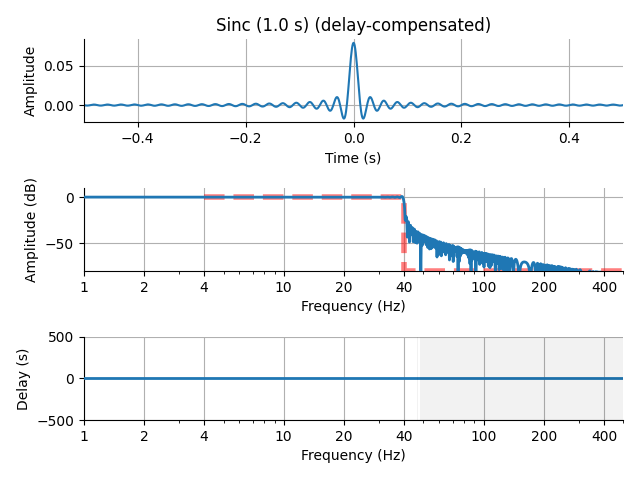 Sinc (1.0 s) (delay-compensated)
Amplitude
0.05
0.00
−0.4 −0.2 0.0 0.2 0.4
Time (s)
Amplitude (dB)
0
−50
1 2 4 10 20 40 100 200 400
Frequency (Hz)
Delay (s)
500
0
−500
1 2 4 10 20 40 100 200 400
Frequency (Hz)